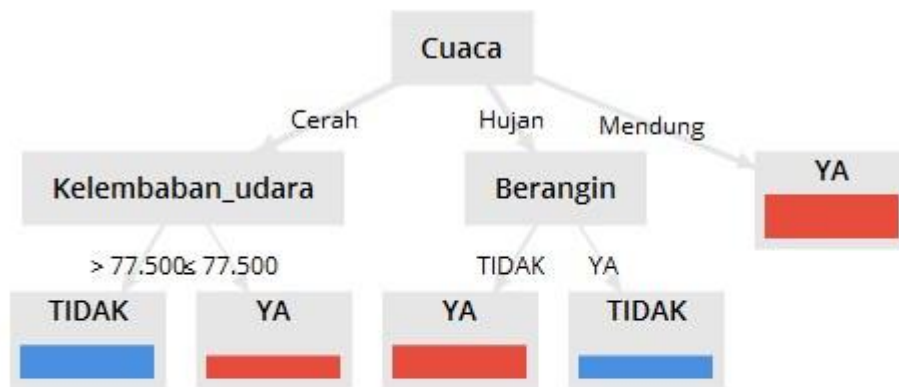 Cuaca
Cerah
Hujan
Mendung
Kelembaban_udara
Berangin
YA
> 77.500
≤ 77.500
TIDAK
YA
TIDAK
YA
YA
TIDAK